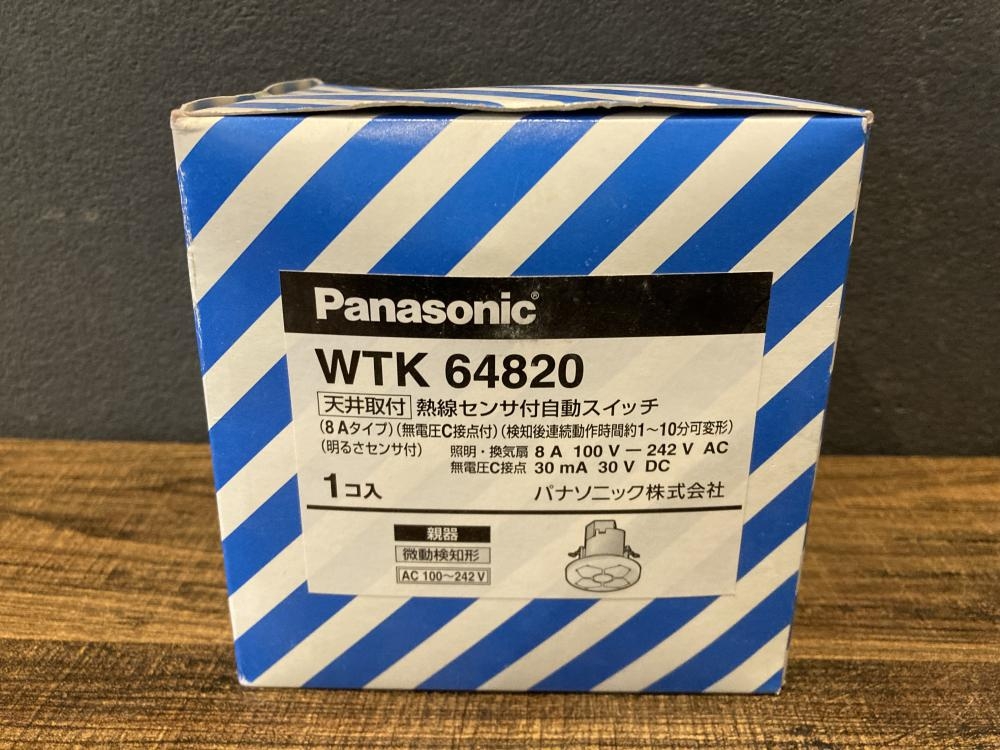 Panasonic®
WTK 64820
天井取付 熱線センサ付自動スイッチ
(8 Aタイプ)(無電圧C接点付)(検知後連続動作時間約1～10分可変形)
(明るさセンサ付) 照明・換気扇 8 A 100 V — 242 V AC
無電圧C接点 30 mA 30 V DC
1コ入 パナソニック株式会社
親器
微動検知形
AC 100～242 V